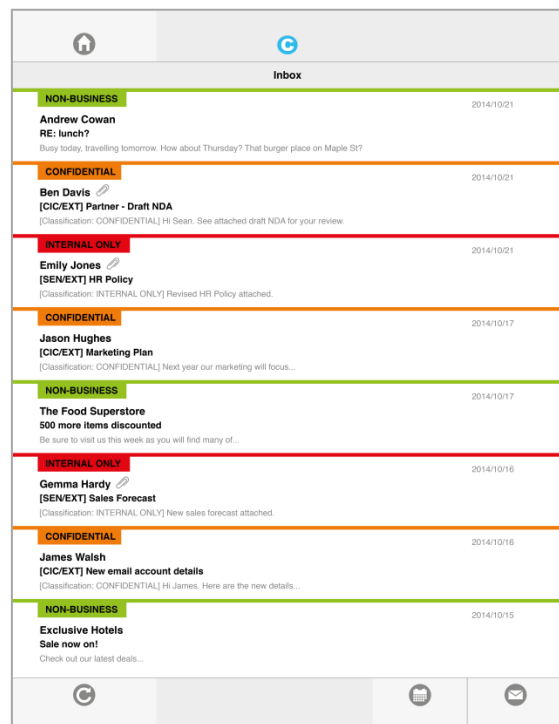 C
Inbox
NON-BUSINESS
2014/10/21
Andrew Cowan
RE: lunch?
Busy today, travelling tomorrow. How about Thursday? That burger place on Maple St?
CONFIDENTIAL
2014/10/21
Ben Davis
[CIC/EXT] Partner - Draft NDA
[Classification: CONFIDENTIAL] Hi Sean. See attached draft NDA for your review.
INTERNAL ONLY
2014/10/21
Emily Jones
[SEN/EXT] HR Policy
[Classification: INTERNAL ONLY] Revised HR Policy attached.
CONFIDENTIAL
2014/10/17
Jason Hughes
[CIC/EXT] Marketing Plan
[Classification: CONFIDENTIAL] Next year our marketing will focus...
NON-BUSINESS
2014/10/17
The Food Superstore
500 more items discounted
Be sure to visit us this week as you will find many of...
INTERNAL ONLY
2014/10/16
Gemma Hardy
[SEN/EXT] Sales Forecast
[Classification: INTERNAL ONLY] New sales forecast attached.
CONFIDENTIAL
2014/10/16
James Walsh
[CIC/EXT] New email account details
[Classification: CONFIDENTIAL] Hi James. Here are the new details...
NON-BUSINESS
2014/10/15
Exclusive Hotels
Sale now on!
Check out our latest deals...
C